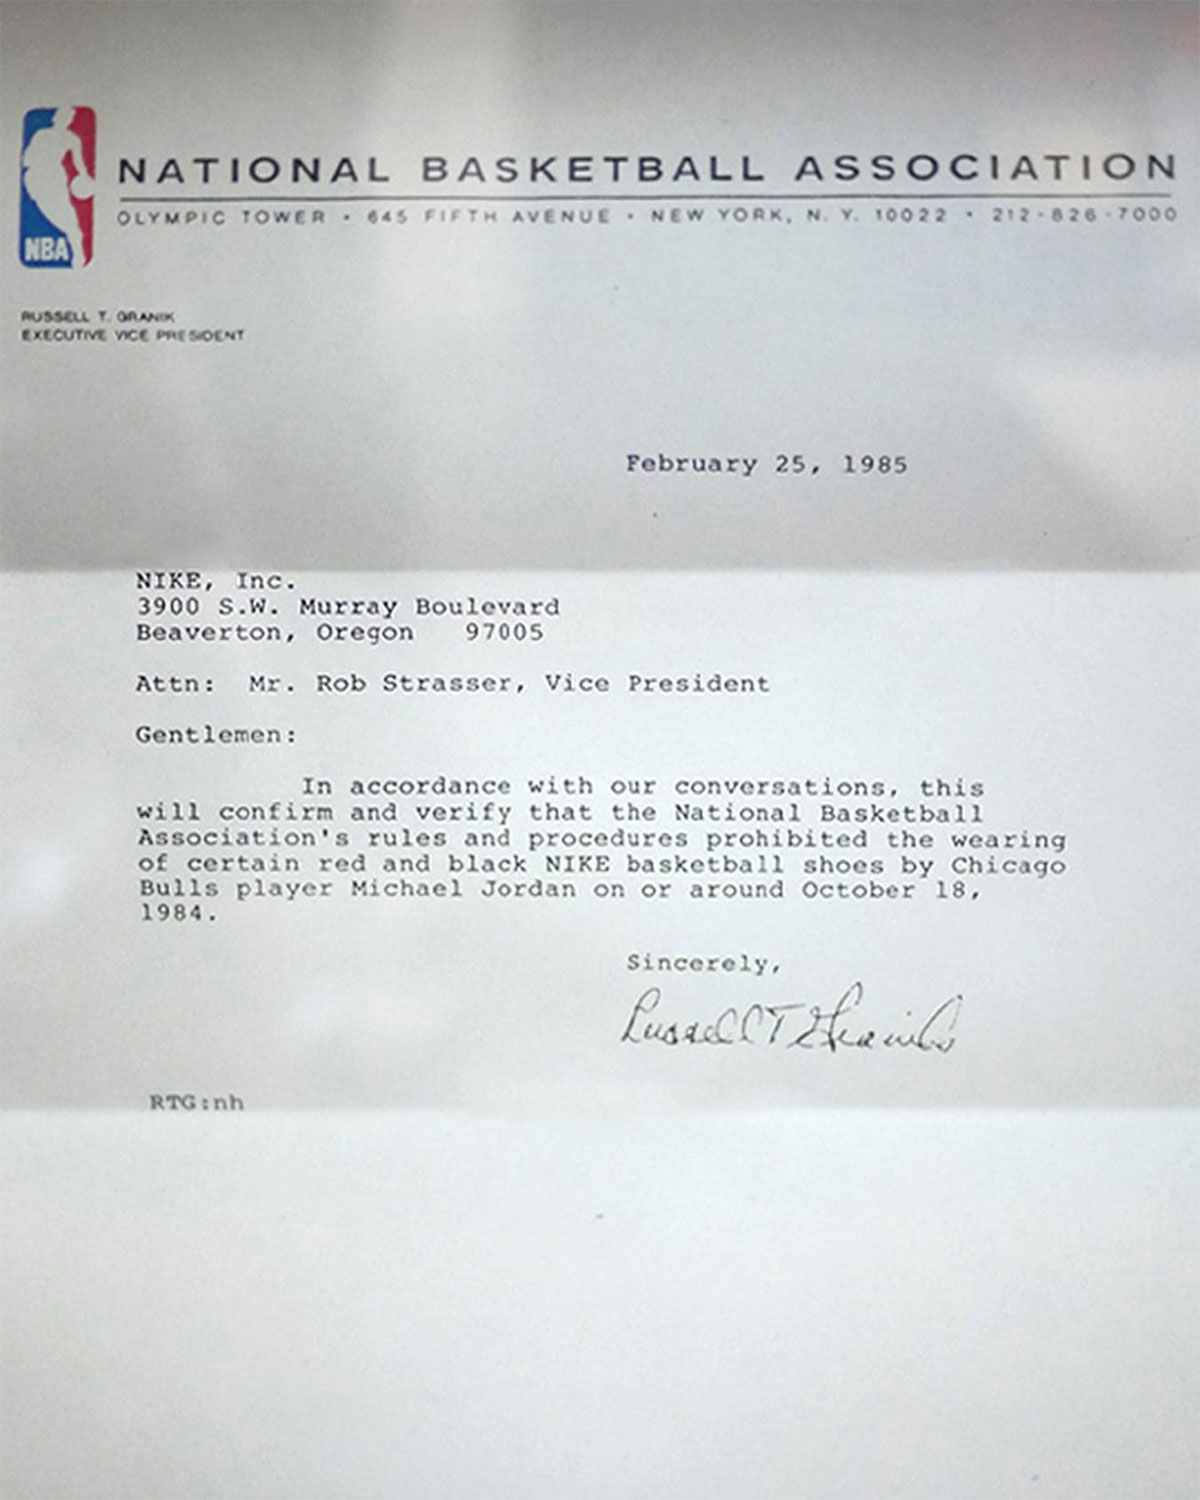 NATIONAL BASKETBALL ASSOCIATION
OLYMPIC TOWER • 645 FIFTH AVENUE • NEW YORK, N. Y. 10022 • 212-826-7000
NBA
RUSSELL T. GRANIK
EXECUTIVE VICE PRESIDENT
February 25, 1985
NIKE, Inc.
3900 S.W. Murray Boulevard
Beaverton, Oregon 97005
Attn: Mr. Rob Strasser, Vice President
Gentlemen:
In accordance with our conversations, this
will confirm and verify that the National Basketball
Association's rules and procedures prohibited the wearing
of certain red and black NIKE basketball shoes by Chicago
Bulls player Michael Jordan on or around October 18,
1984.
Sincerely,
Russell T Granik
RTG:nh